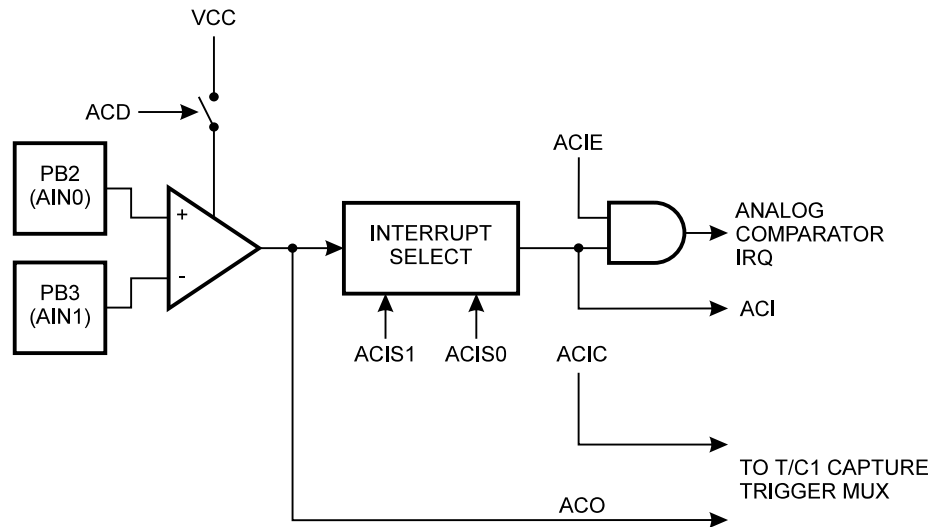 VCC
ACD
PB2
(AIN0)
+
-
PB3
(AIN1)
INTERRUPT
SELECT
ACIS1
ACIS0
ACIE
ANALOG
COMPARATOR
IRQ
ACI
ACIC
TO T/C1 CAPTURE
TRIGGER MUX
ACO